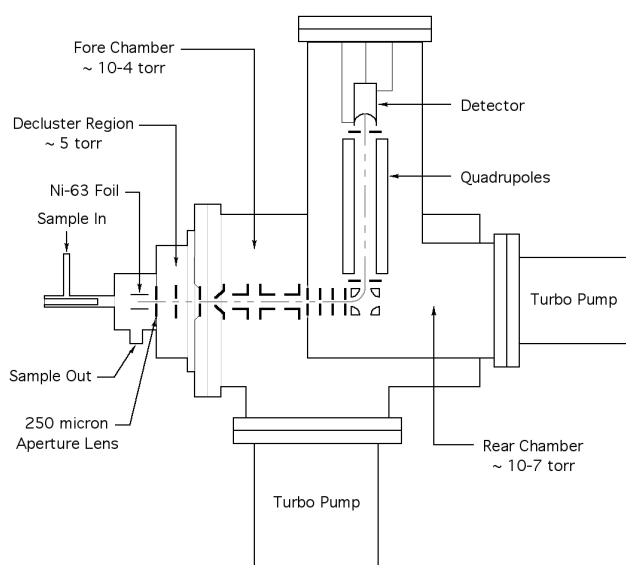 Fore Chamber
~ 10-4 torr
Detector
Decluster Region
~ 5 torr
Quadrupoles
Ni-63 Foil
Sample In
Turbo Pump
Sample Out
250 micron
Aperture Lens
Rear Chamber
~ 10-7 torr
Turbo Pump